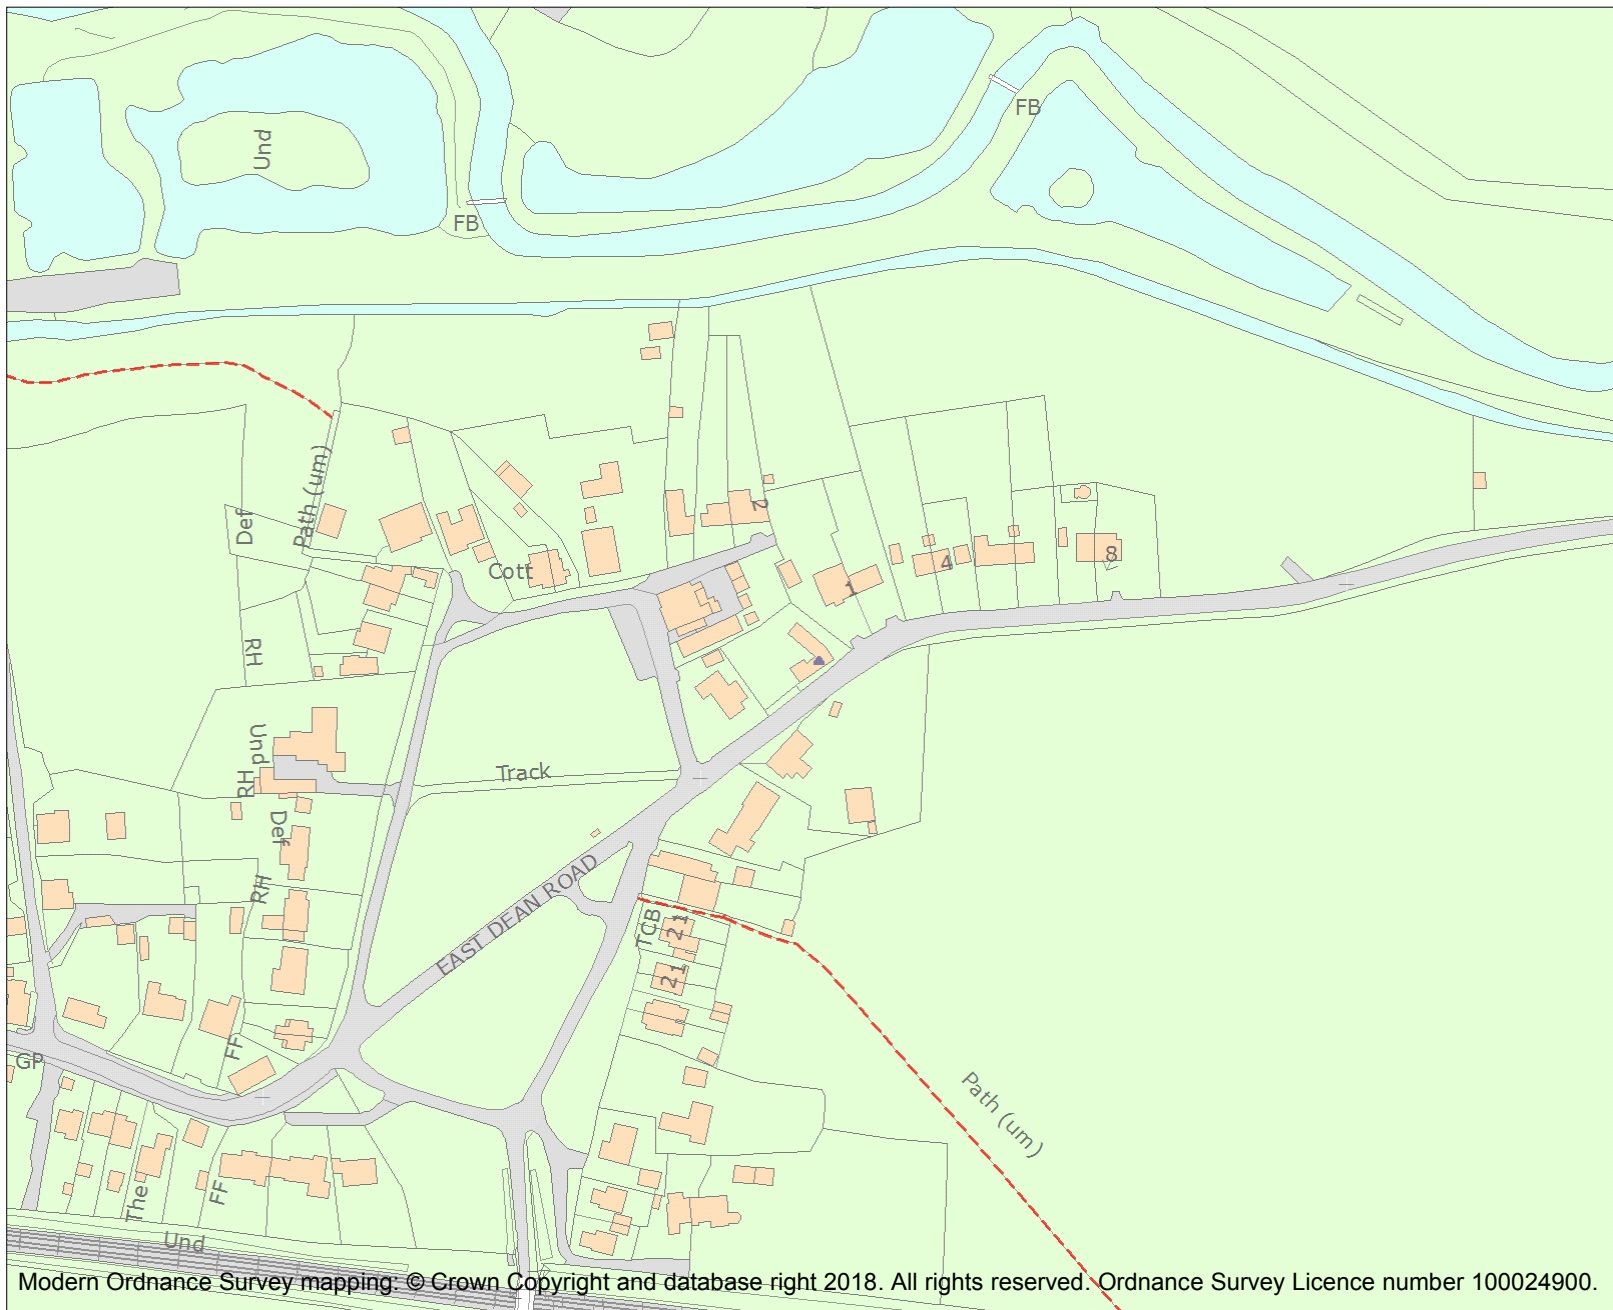 Und
FB
FB
Path (um)
Def
2
Cott
8
4
1
RH
Und
RH
Track
Def
RH
EAST DEAN ROAD
TCB
21
21
FF
GP
Path (um)
The
FF
Und
Modern Ordnance Survey mapping: © Crown Copyright and database right 2018. All rights reserved. Ordnance Survey Licence number 100024900.